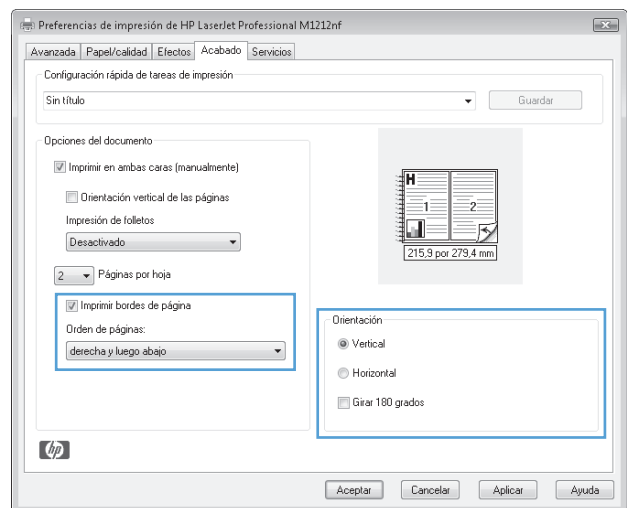 Preferencias de impresión de HP LaserJet Professional M1212nf
Avanzada Papel/calidad Efectos Acabado Servicios
Configuración rápida de tareas de impresión
Sin título Guardar
Opciones del documento
Imprimir en ambas caras (manualmente)
Orientación vertical de las páginas
Impresión de folletos
Desactivado
2 Páginas por hoja
Imprimir bordes de página
Orden de páginas:
derecha y luego abajo
H
1 2
215,9 por 279,4 mm
Orientación
Vertical
Horizontal
Girar 180 grados
hp
Aceptar Cancelar Aplicar Ayuda